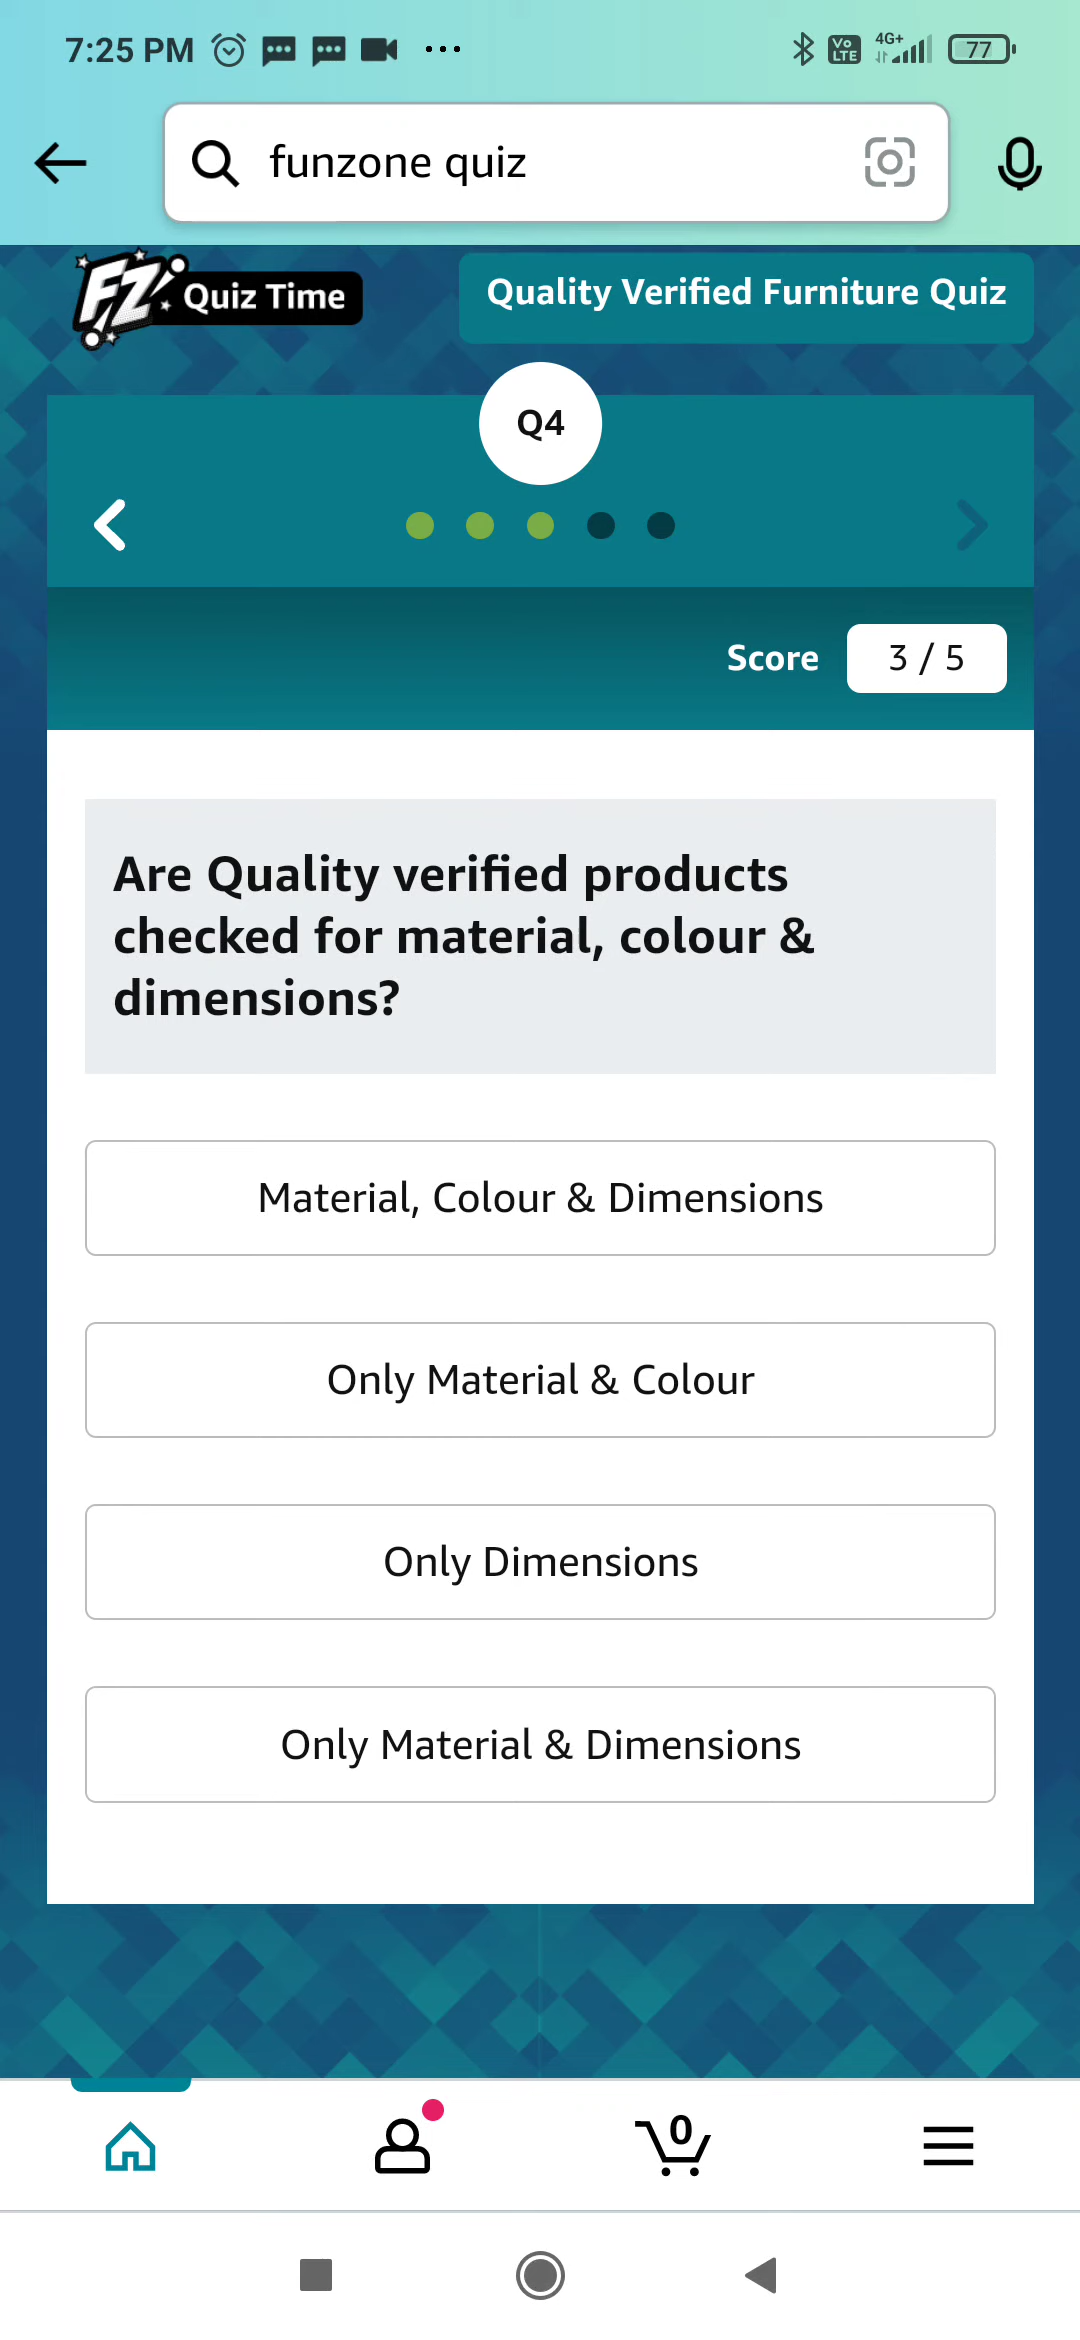 7:25 PM
Vo LTE
4G+
77
funzone quiz
FZ Quiz Time
Quality Verified Furniture Quiz
Q4
Score 3 / 5
Are Quality verified products
checked for material, colour &
dimensions?
Material, Colour & Dimensions
Only Material & Colour
Only Dimensions
Only Material & Dimensions
0